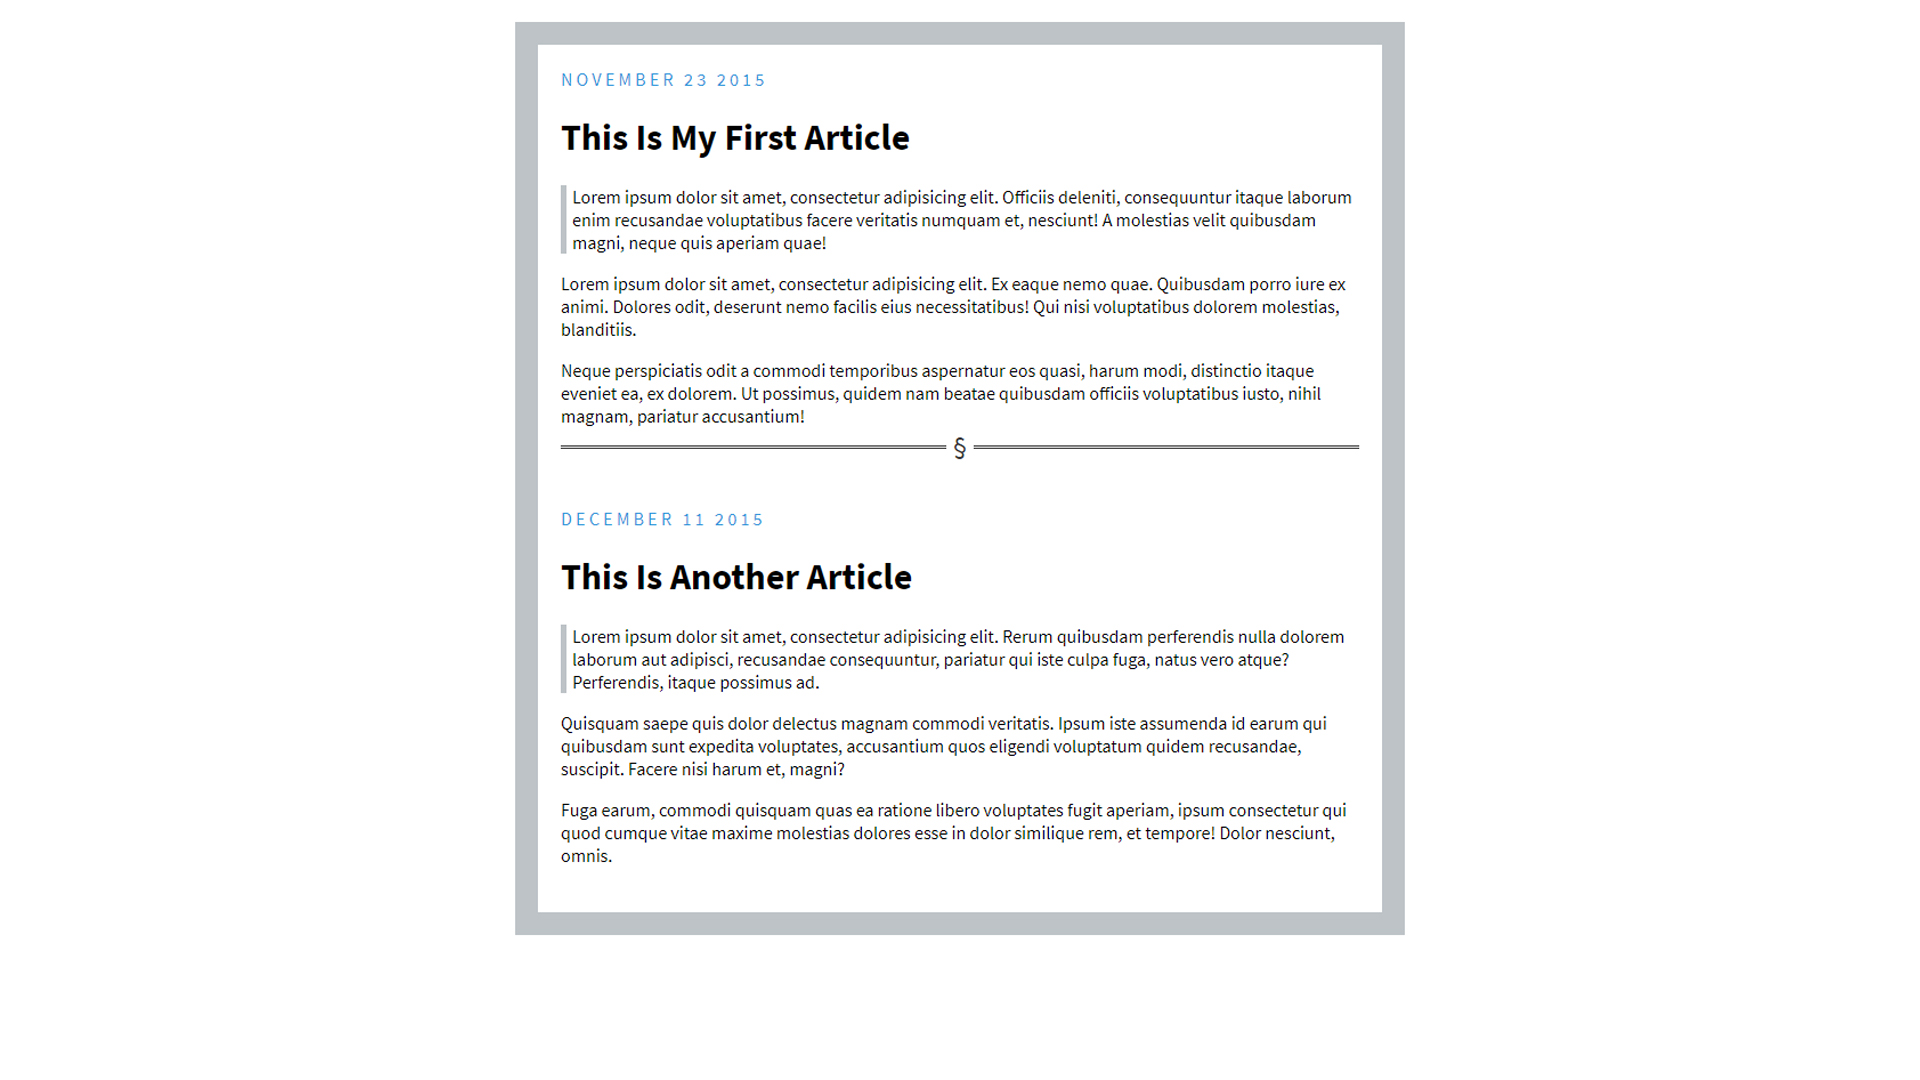 NOVEMBER 23 2015
This Is My First Article
Lorem ipsum dolor sit amet, consectetur adipisicing elit. Officiis deleniti, consequuntur itaque laborum
enim recusandae voluptatibus facere veritatis numquam et, nesciunt! A molestias velit quibusdam
magni, neque quis aperiam quae!
Lorem ipsum dolor sit amet, consectetur adipisicing elit. Ex eaque nemo quae. Quibusdam porro iure ex
animi. Dolores odit, deserunt nemo facilis eius necessitatibus! Qui nisi voluptatibus dolorem molestias,
blanditiis.
Neque perspiciatis odit a commodi temporibus aspernatur eos quasi, harum modi, distinctio itaque
eveniet ea, ex dolorem. Ut possimus, quidem nam beatae quibusdam officiis voluptatibus iusto, nihil
magnam, pariatur accusantium!
§
DECEMBER 11 2015
This Is Another Article
Lorem ipsum dolor sit amet, consectetur adipisicing elit. Rerum quibusdam perferendis nulla dolorem
laborum aut adipisci, recusandae consequuntur, pariatur qui iste culpa fuga, natus vero atque?
Perferendis, itaque possimus ad.
Quisquam saepe quis dolor delectus magnam commodi veritatis. Ipsum iste assumenda id earum qui
quibusdam sunt expedita voluptates, accusantium quos eligendi voluptatum quidem recusandae,
suscipit. Facere nisi harum et, magni?
Fuga earum, commodi quisquam quas ea ratione libero voluptates fugit aperiam, ipsum consectetur qui
quod cumque vitae maxime molestias dolores esse in dolor similique rem, et tempore! Dolor nesciunt,
omnis.